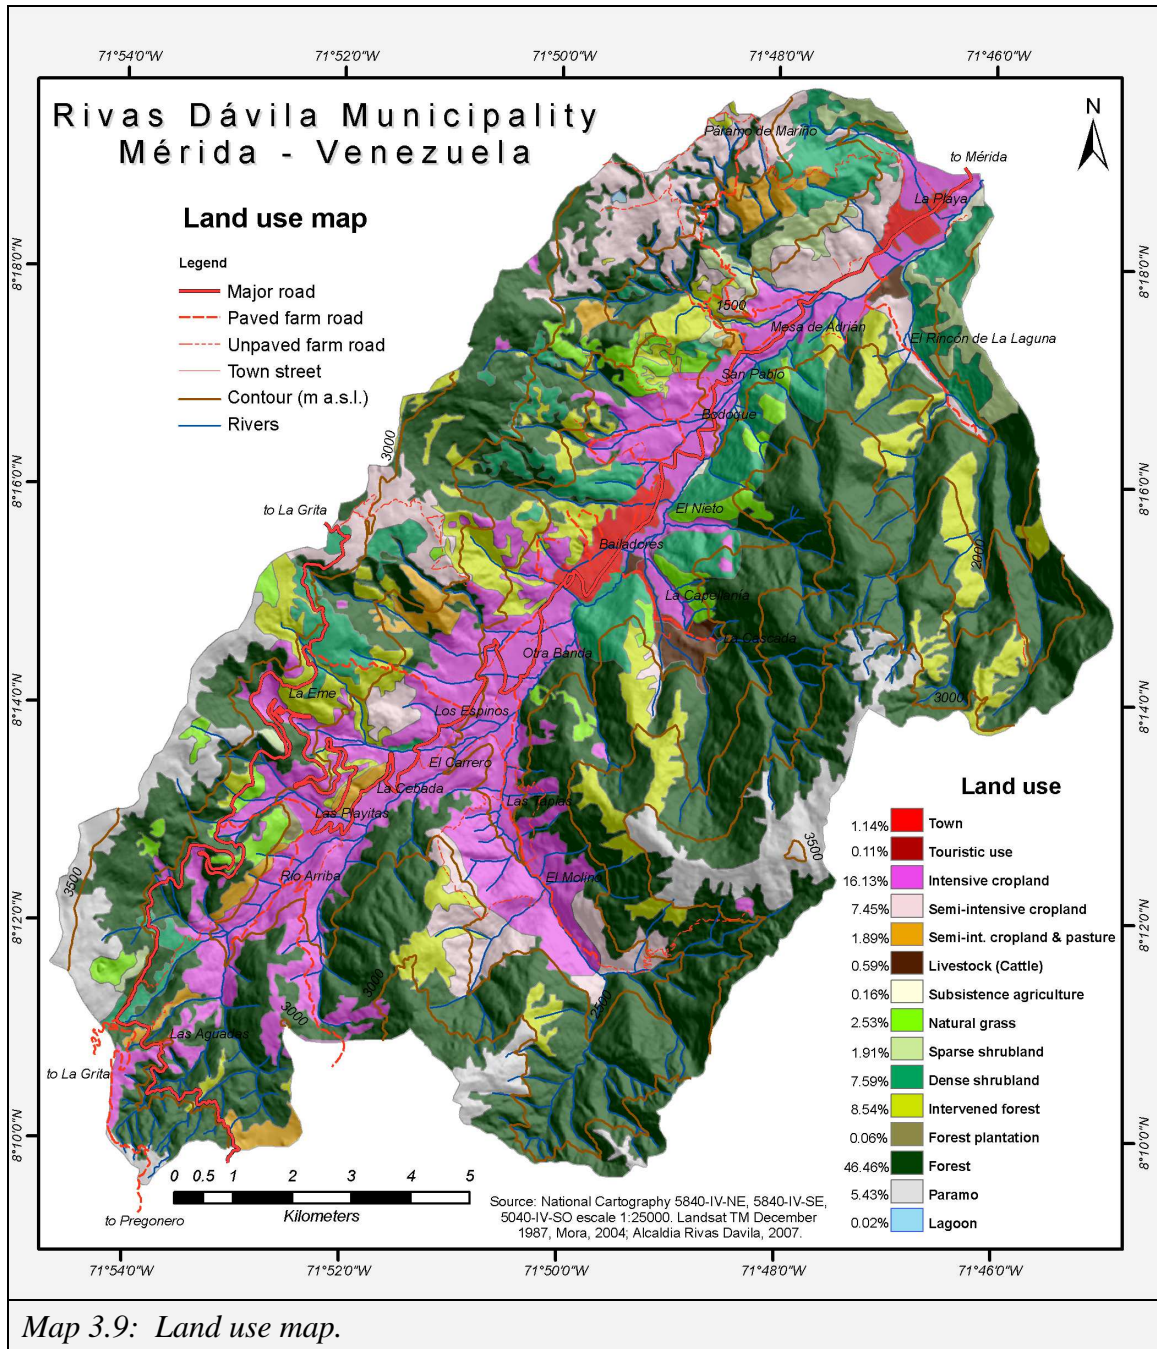 71°54'0"W 71°52'0"W 71°50'0"W 71°48'0"W 71°46'0"W
Rivas Dávila Municipality
Mérida - Venezuela
N
Land use map
Legend
Major road
Paved farm road
Unpaved farm road
Town street
Contour (m a.s.l.)
Rivers
8°18'0"N
8°16'0"N
8°14'0"N
8°12'0"N
8°10'0"N
8°18'0"N
8°16'0"N
8°14'0"N
8°12'0"N
8°10'0"N
Páramo de Mariño
to Mérida
La Playa
1500
Mesa de Adrián
El Rincón de La Laguna
San Pablo
Bodoque
3000
to La Grita
El Nieto
Bailadores
2000
La Capellania
La Cascada
Otra Banda
La Eme
3000
Los Espinos
El Carrero
La Cebada
Las Tapias
Las Playitas
3500
Río Arriba
El Molino
3500
3000
3000
2500
Las Aguadas
to La Grita
to Pregonero
Land use
1.14% Town
0.11% Touristic use
16.13% Intensive cropland
7.45% Semi-intensive cropland
1.89% Semi-int. cropland & pasture
0.59% Livestock (Cattle)
0.16% Subsistence agriculture
2.53% Natural grass
1.91% Sparse shrubland
7.59% Dense shrubland
8.54% Intervened forest
0.06% Forest plantation
46.46% Forest
5.43% Paramo
0.02% Lagoon
0 0.5 1 2 3 4 5
Kilometers
Source: National Cartography 5840-IV-NE, 5840-IV-SE,
5040-IV-SO escale 1:25000. Landsat TM December
1987, Mora, 2004; Alcaldia Rivas Davila, 2007.
71°54'0"W 71°52'0"W 71°50'0"W 71°48'0"W 71°46'0"W
Map 3.9: Land use map.